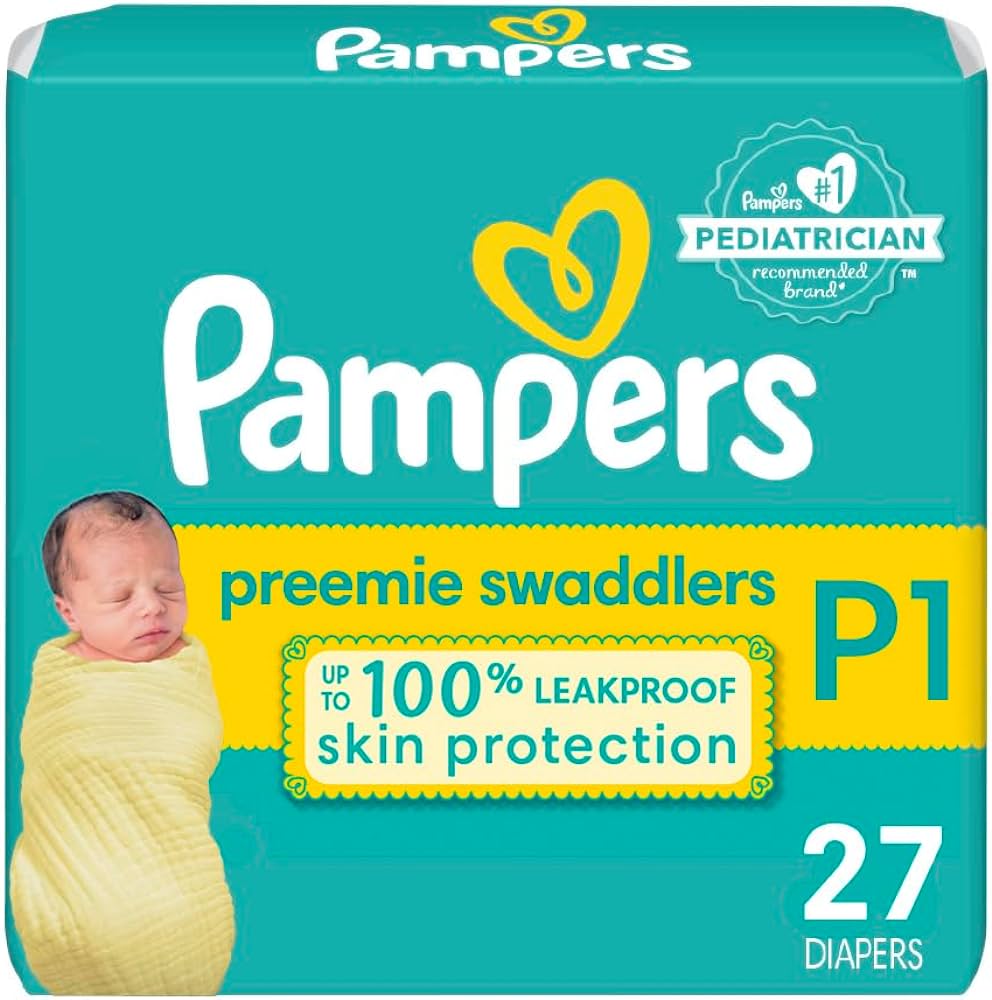 Pampers
Pampers #1
PEDIATRICIAN
recommended ™
brand
Pampers
preemie swaddlers
P1
UP TO 100% LEAKPROOF
skin protection
27
DIAPERS